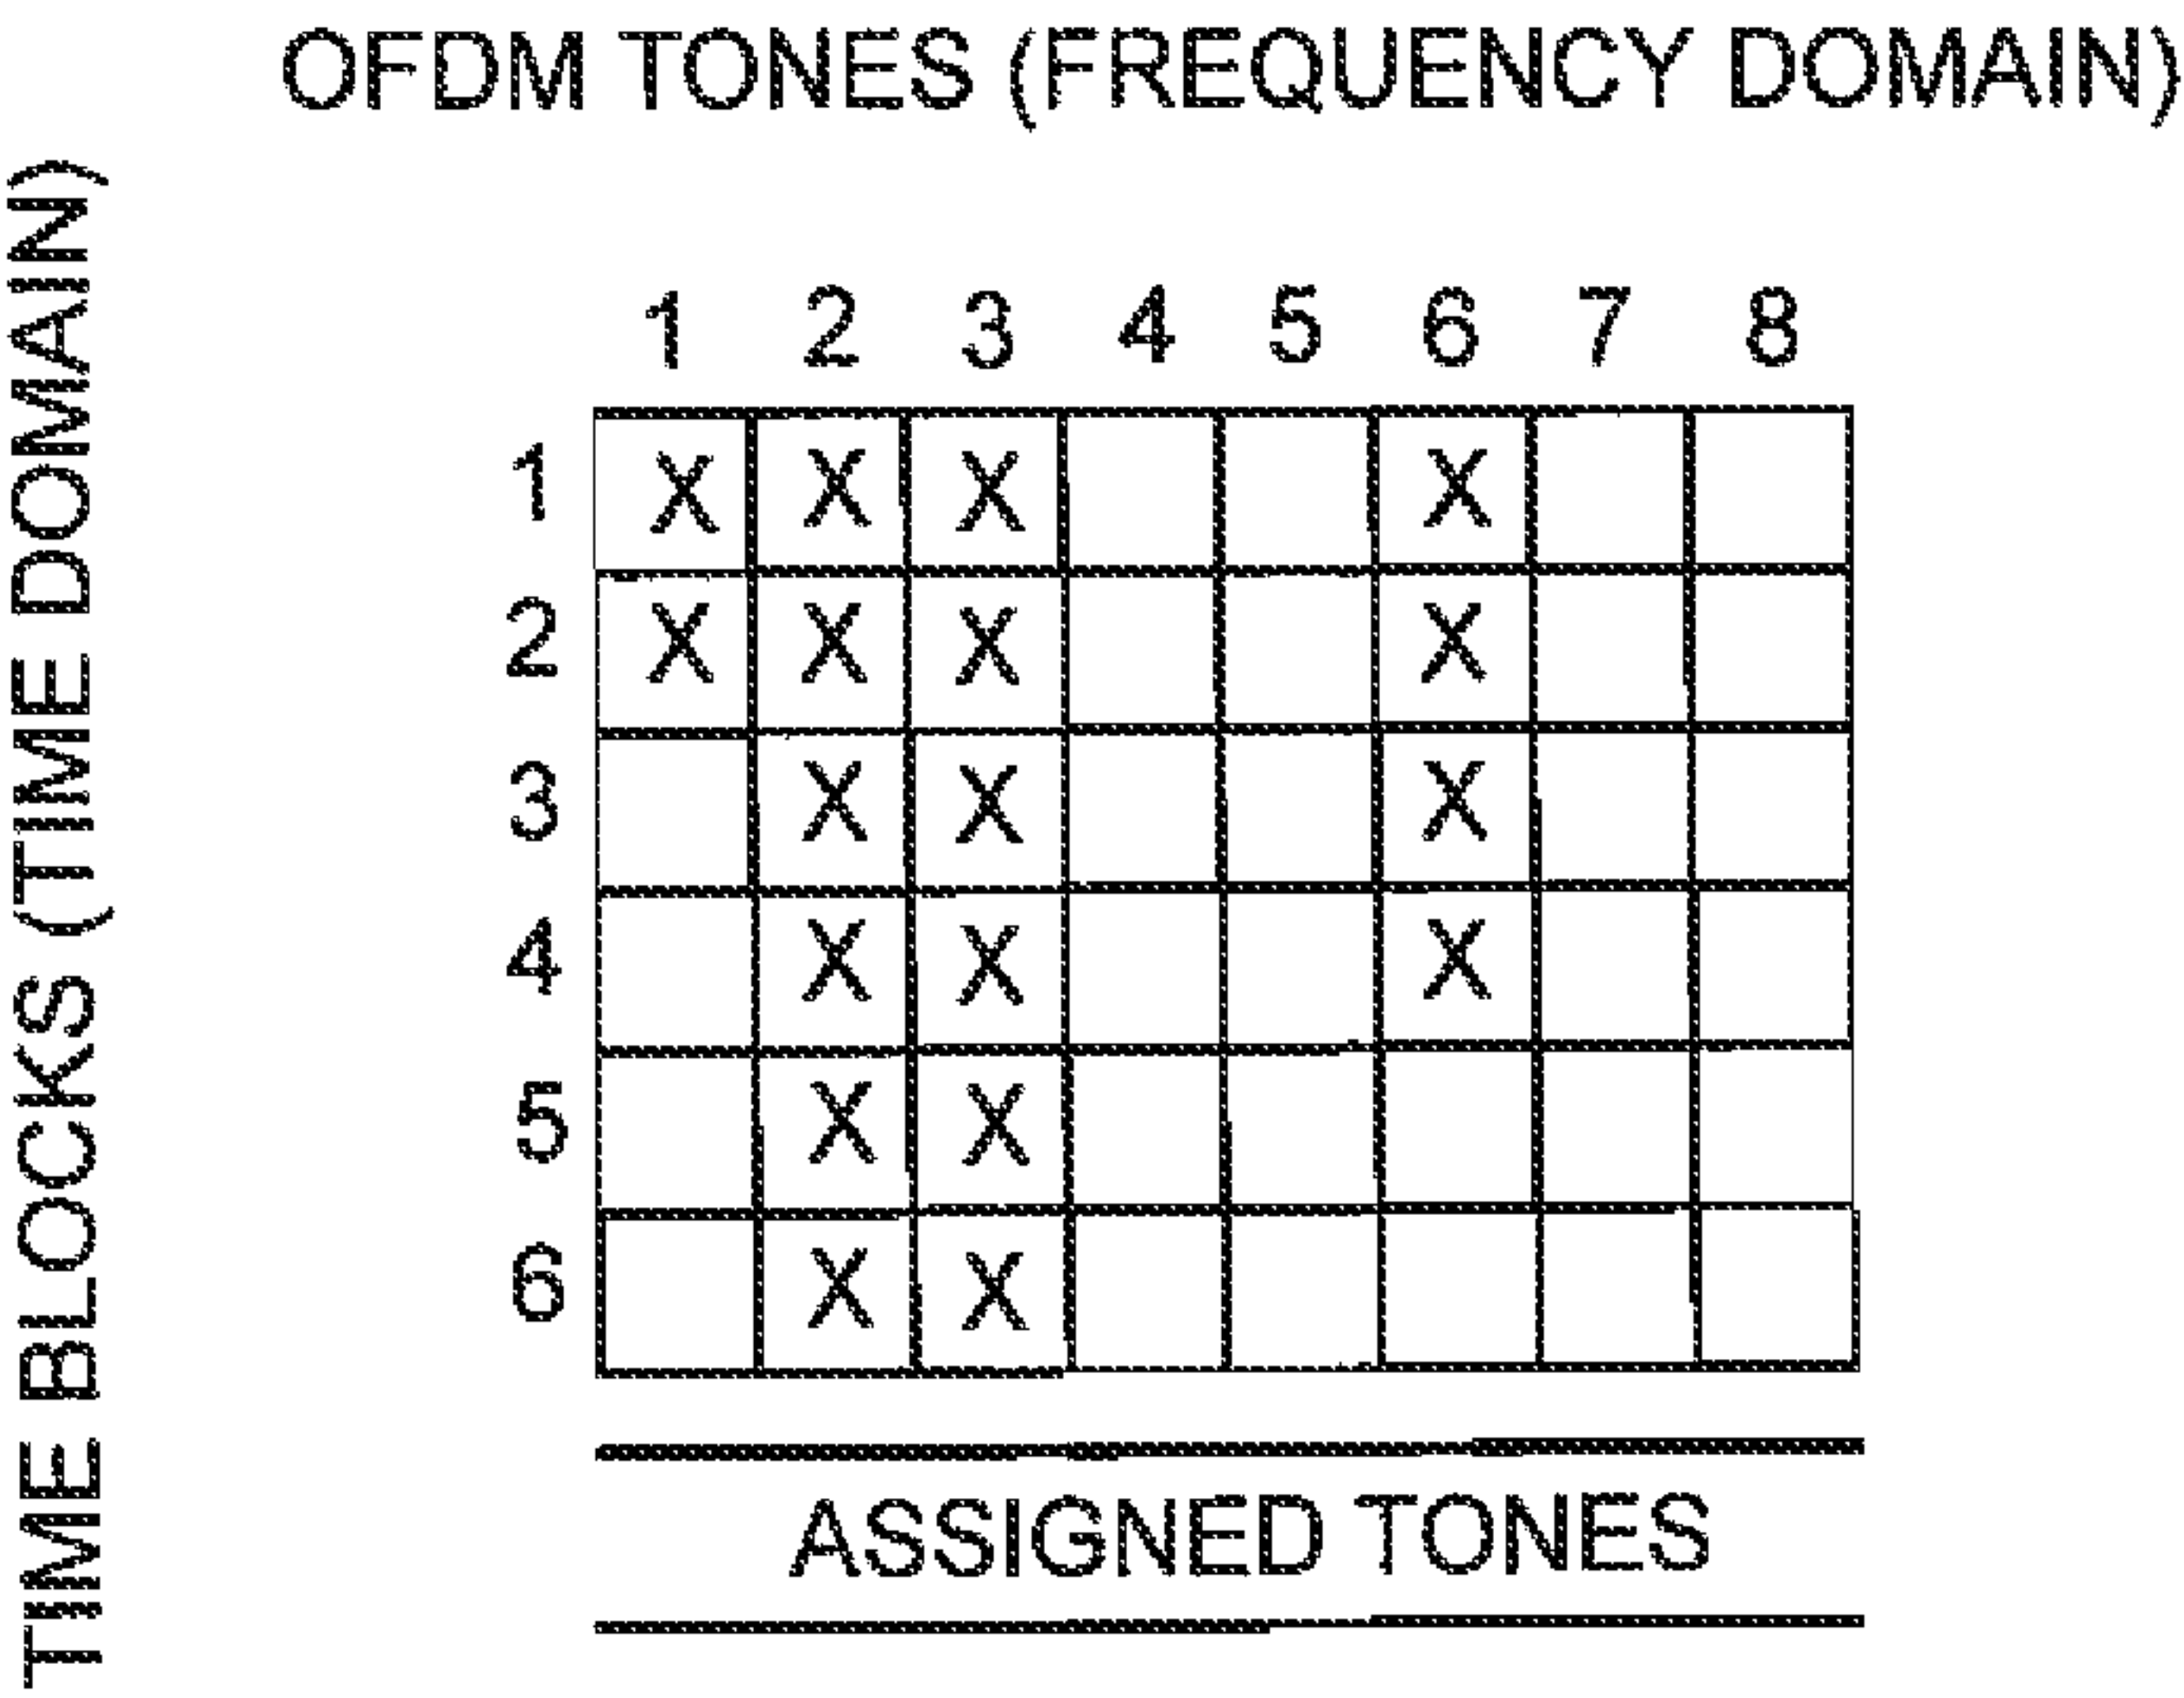 OFDM TONES (FREQUENCY DOMAIN)
TIME BLOCKS (TIME DOMAIN)
1 2 3 4 5 6 7 8
1 X X X X
2 X X X X
3 X X X
4 X X X
5 X X
6 X X
ASSIGNED TONES